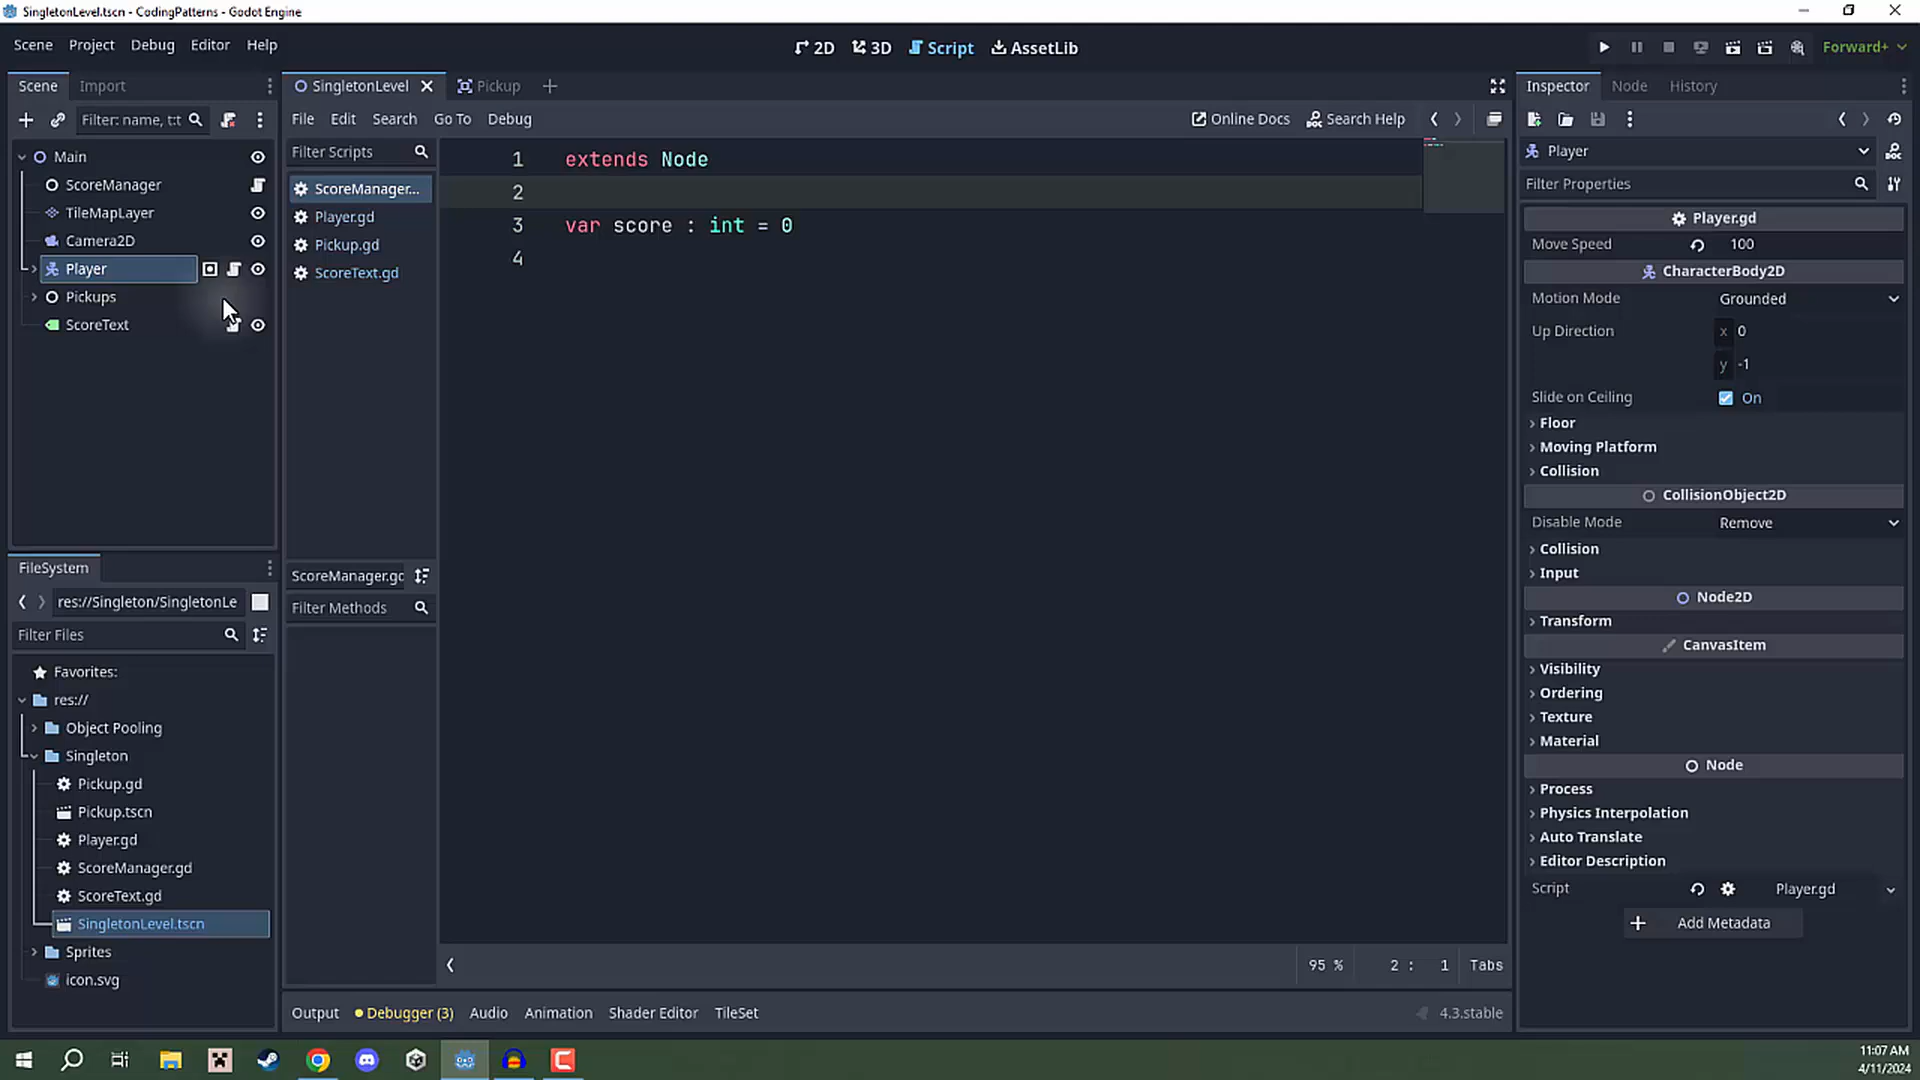 SingletonLevel.tscn - CodingPatterns - Godot Engine
Scene Project Debug Editor Help
2D 3D Script AssetLib
Forward+
Scene Import
Filter: name, t:t
Main
ScoreManager
TileMapLayer
Camera2D
Player
Pickups
ScoreText
FileSystem
res://Singleton/SingletonLe
Filter Files
Favorites:
res://
Object Pooling
Singleton
Pickup.gd
Pickup.tscn
Player.gd
ScoreManager.gd
ScoreText.gd
SingletonLevel.tscn
Sprites
icon.svg
SingletonLevel Pickup
File Edit Search Go To Debug
Online Docs Search Help
Filter Scripts
ScoreManager...
Player.gd
Pickup.gd
ScoreText.gd
ScoreManager.gd
Filter Methods
1 extends Node
2
3 var score : int = 0
4
95 % 2 : 1 Tabs
Output Debugger (3) Audio Animation Shader Editor TileSet
4.3.stable
Inspector Node History
Player
Filter Properties
Player.gd
Move Speed 100
CharacterBody2D
Motion Mode Grounded
Up Direction x 0
y -1
Slide on Ceiling On
Floor
Moving Platform
Collision
CollisionObject2D
Disable Mode Remove
Collision
Input
Node2D
Transform
CanvasItem
Visibility
Ordering
Texture
Material
Node
Process
Physics Interpolation
Auto Translate
Editor Description
Script Player.gd
Add Metadata
11:07 AM
4/11/2024